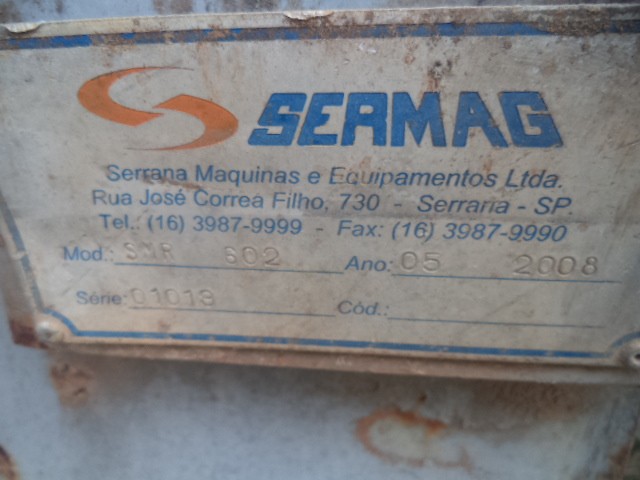 SERMAG
Serrana Maquinas e Equipamentos Ltda.
Rua José Correa Filho, 730 - Serrana - SP.
Tel.: (16) 3987-9999 - Fax: (16) 3987-9990
Mod.: 602 Ano: 05 2008
Série: 01013 Cód.: